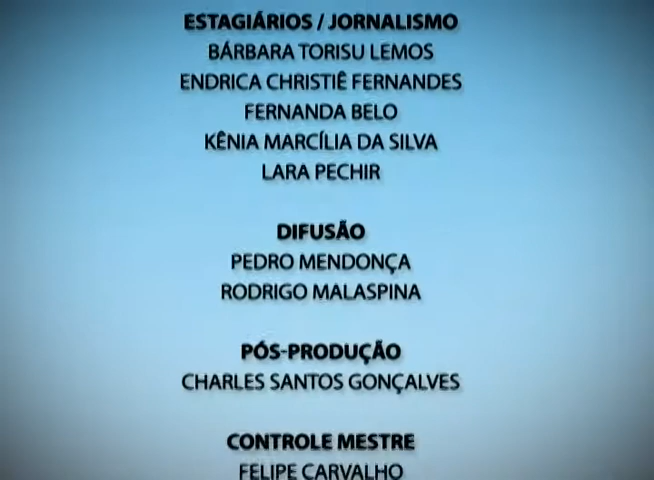 ESTAGIÁRIOS / JORNALISMO
BÁRBARA TORISU LEMOS
ENDRICA CHRISTIÊ FERNANDES
FERNANDA BELO
KÊNIA MARCÍLIA DA SILVA
LARA PECHIR
DIFUSÃO
PEDRO MENDONÇA
RODRIGO MALASPINA
PÓS-PRODUÇÃO
CHARLES SANTOS GONÇALVES
CONTROLE MESTRE
FELIPE CARVALHO